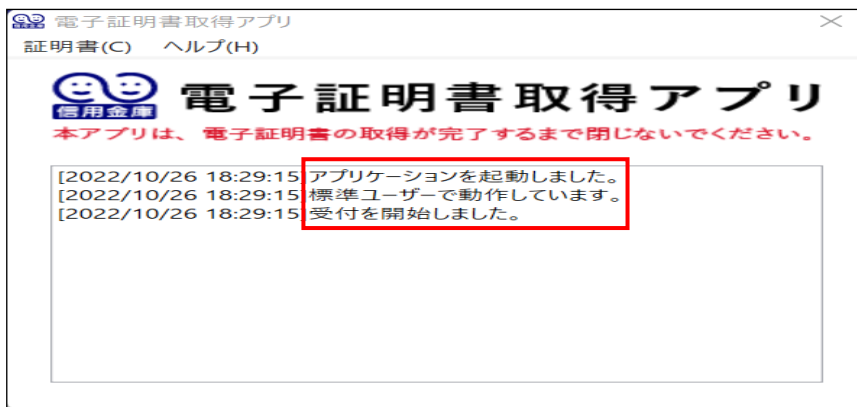 信用金庫 電子証明書取得アプリ
証明書(C) ヘルプ(H)
信用金庫 電子証明書取得アプリ
本アプリは、電子証明書の取得が完了するまで閉じないでください。
[2022/10/26 18:29:15] アプリケーションを起動しました。
[2022/10/26 18:29:15] 標準ユーザーで動作しています。
[2022/10/26 18:29:15] 受付を開始しました。